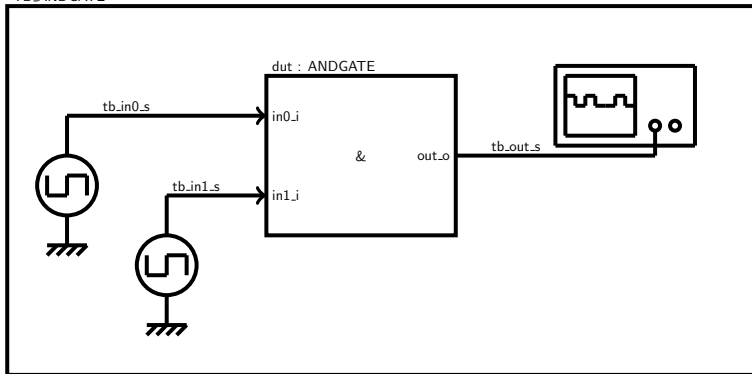 dut : ANDGATE
tb_in0_s
in0_i
&
out_o
tb_out_s
tb_in1_s
in1_i